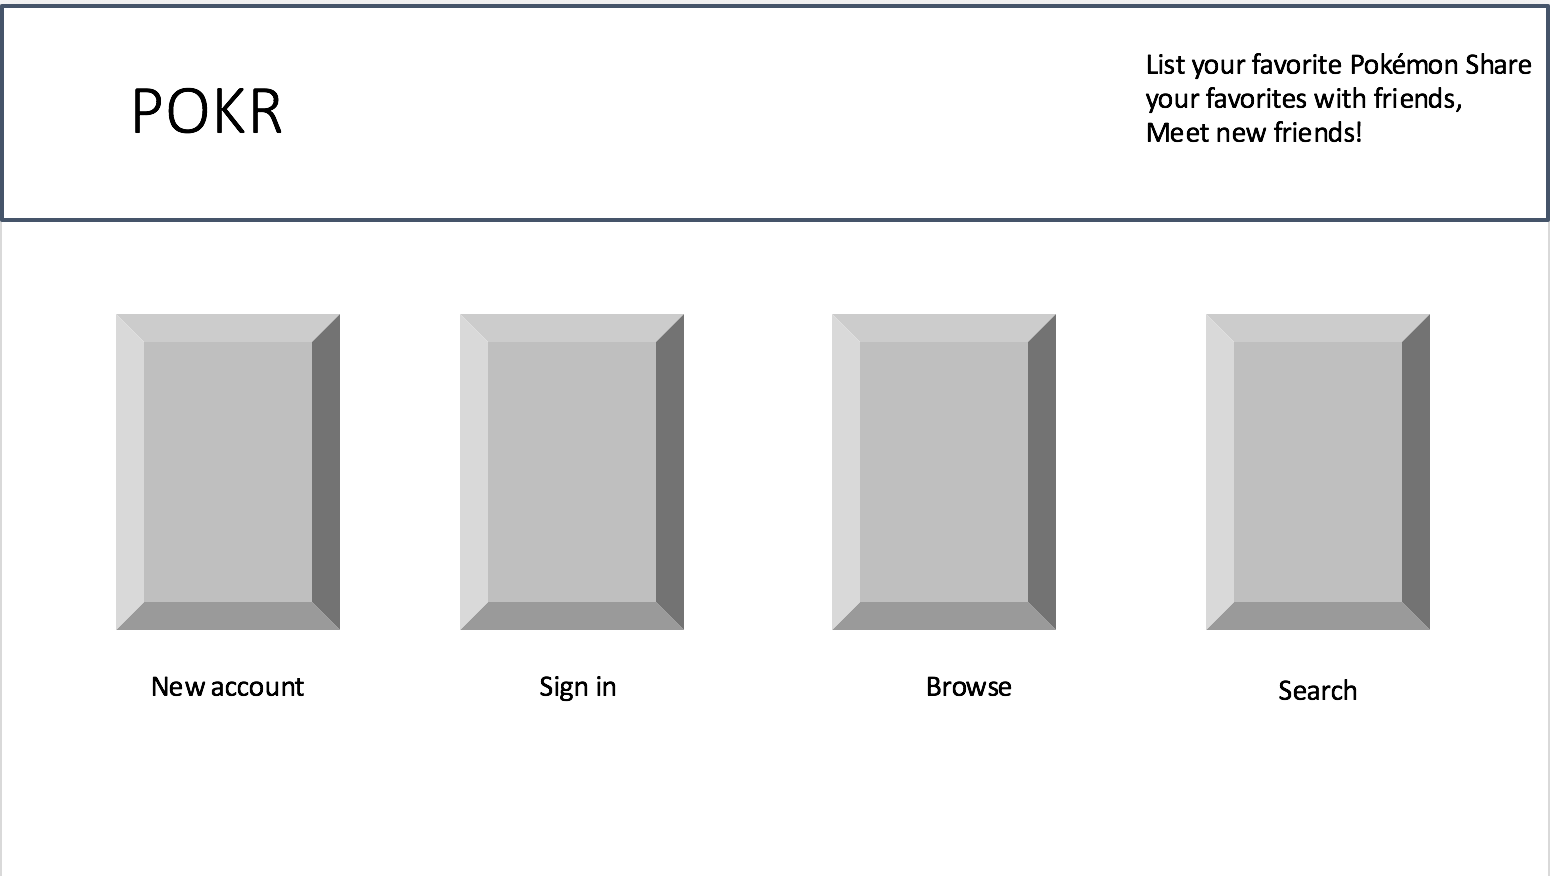 POKR
List your favorite Pokémon Share
your favorites with friends,
Meet new friends!
New account
Sign in
Browse
Search